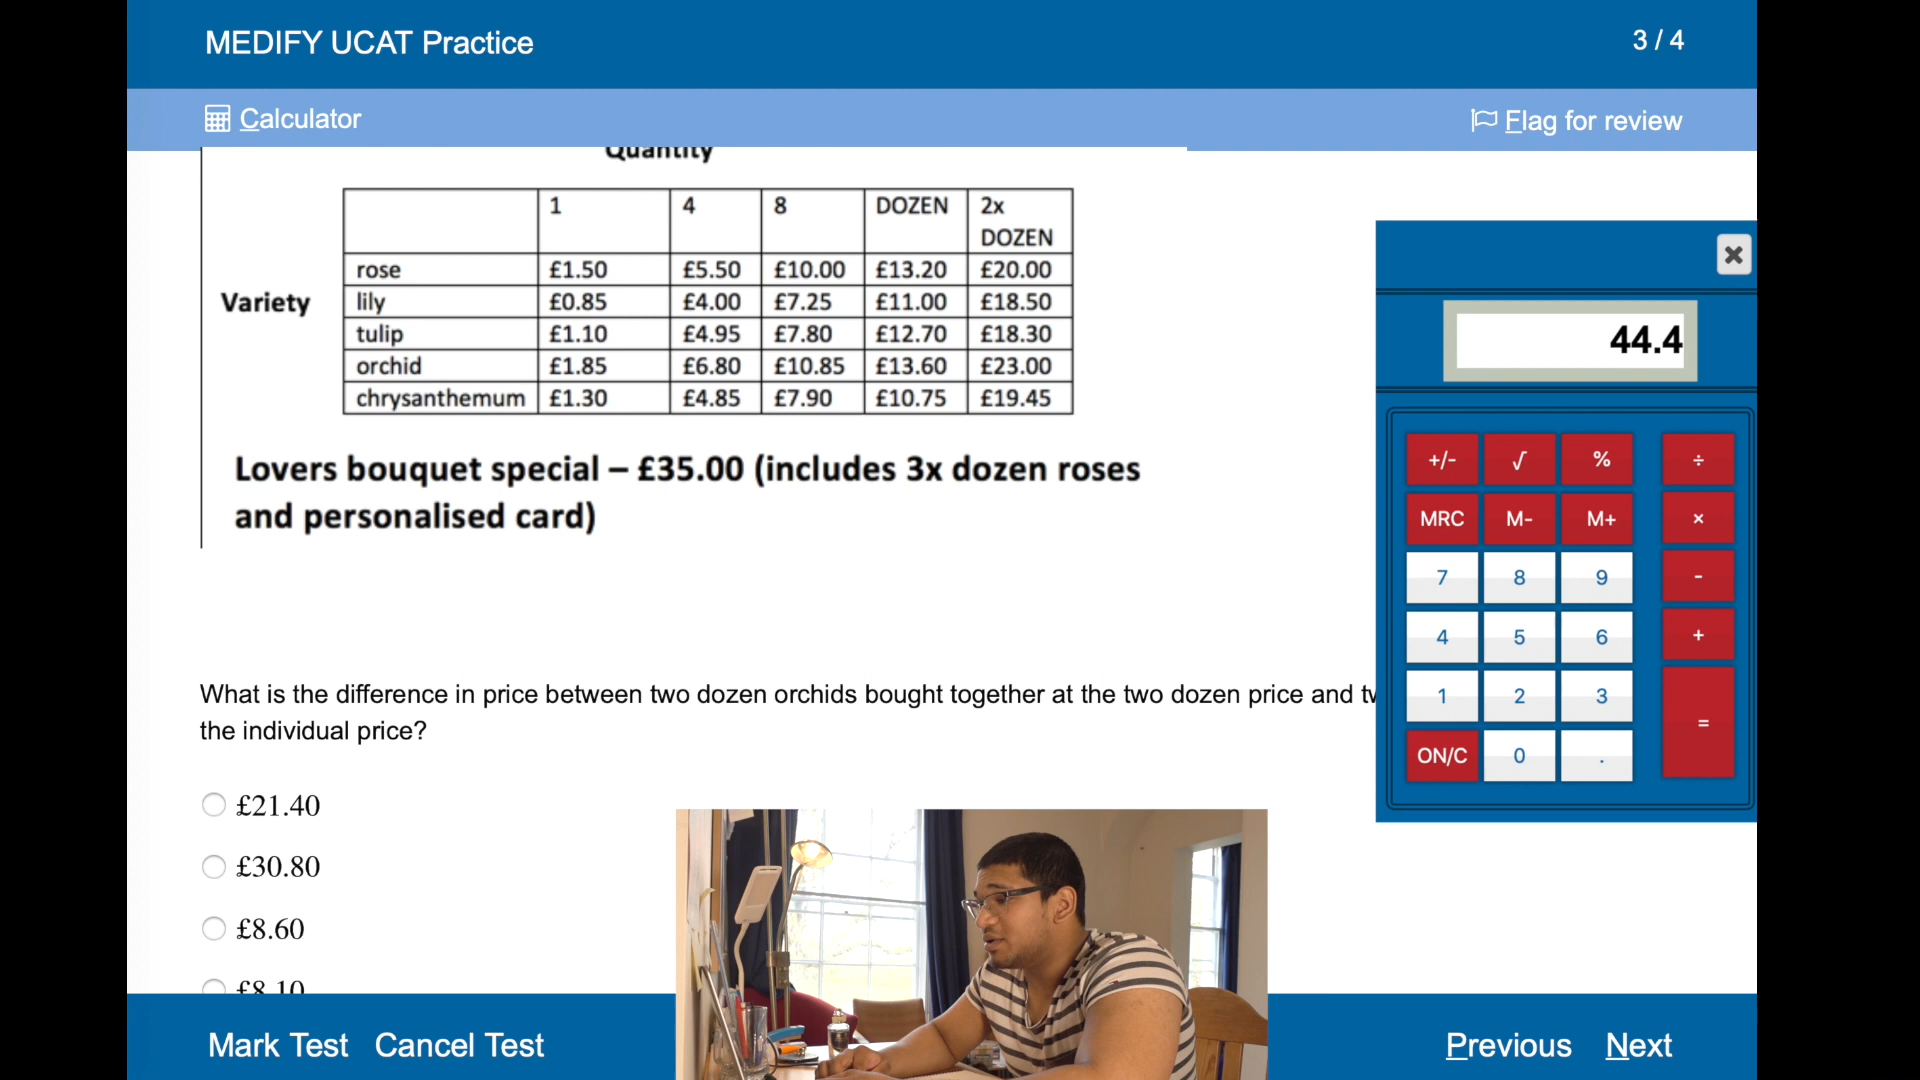 MEDIFY UCAT Practice
3 / 4
Calculator
Flag for review
Quantity
1 4 8 DOZEN 2x DOZEN
Variety
rose £1.50 £5.50 £10.00 £13.20 £20.00
lily £0.85 £4.00 £7.25 £11.00 £18.50
tulip £1.10 £4.95 £7.80 £12.70 £18.30
orchid £1.85 £6.80 £10.85 £13.60 £23.00
chrysanthemum £1.30 £4.85 £7.90 £10.75 £19.45
Lovers bouquet special – £35.00 (includes 3x dozen roses
and personalised card)
44.4
+/- √ % ÷
MRC M- M+ ×
7 8 9 -
4 5 6 +
1 2 3 =
ON/C 0 .
What is the difference in price between two dozen orchids bought together at the two dozen price and
the individual price?
£21.40
£30.80
£8.60
£8.10
Mark Test Cancel Test
Previous Next